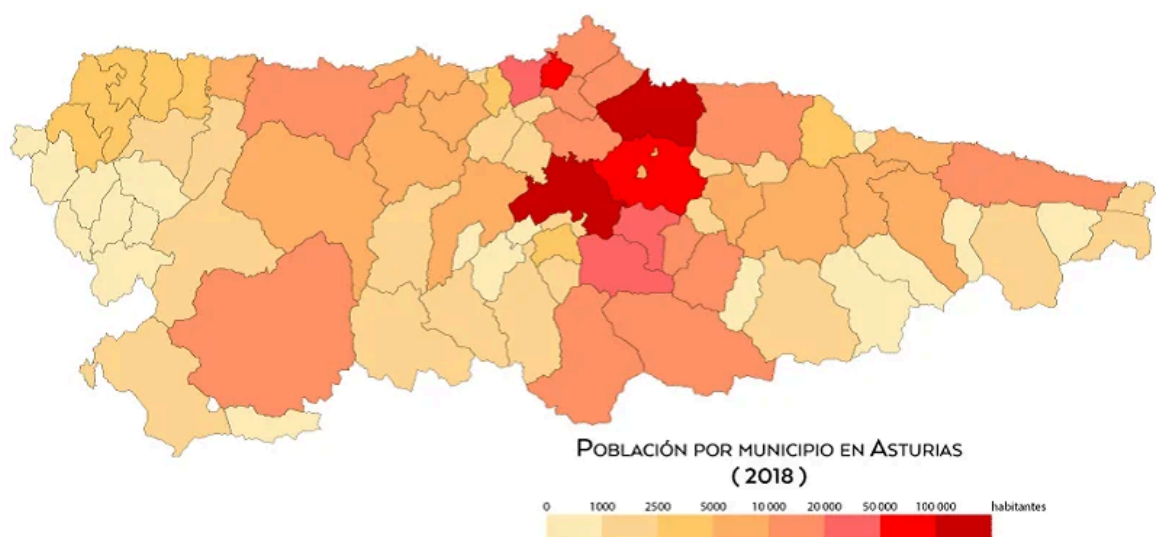 POBLACIÓN POR MUNICIPIO EN ASTURIAS
( 2018 )
0 1000 2500 5000 10 000 20 000 50 000 100 000 habitantes